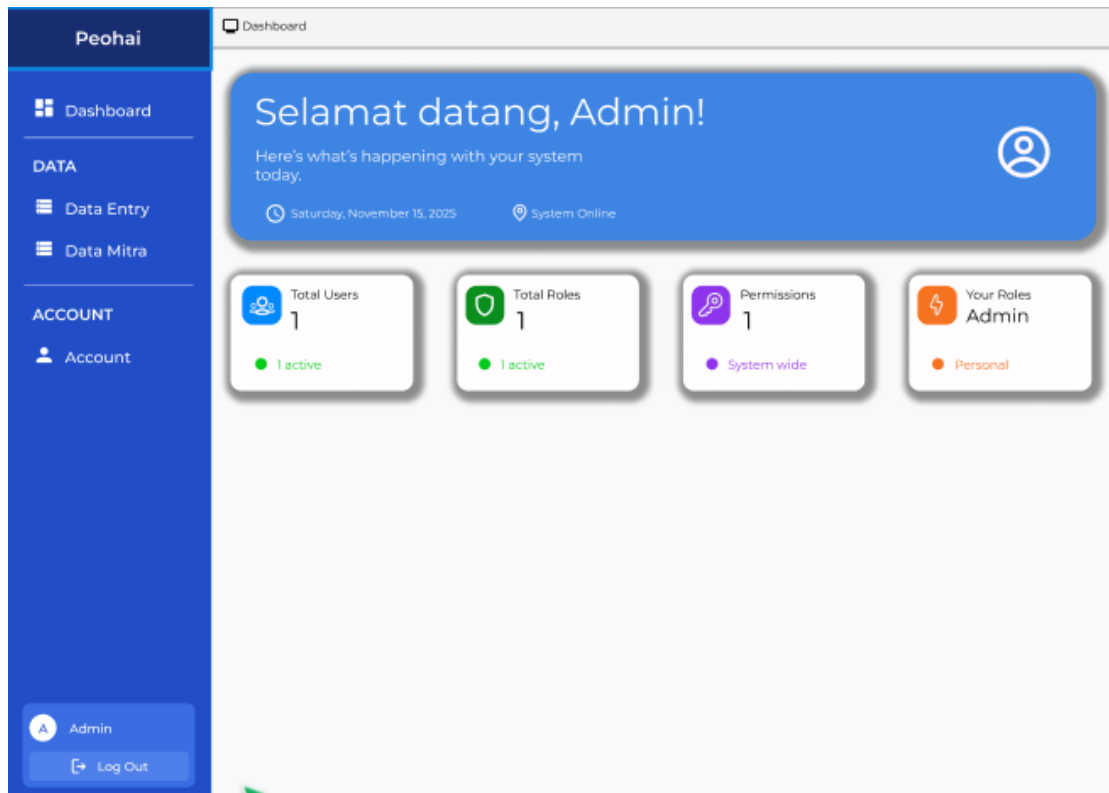 Peohai
Dashboard
DATA
Data Entry
Data Mitra
ACCOUNT
Account
A Admin
Log Out
Dashboard
Selamat datang, Admin!
Here's what's happening with your system
today.
Saturday, November 15, 2025 System Online
Total Users
1
1 active
Total Roles
1
1 active
Permissions
1
System wide
Your Roles
Admin
Personal